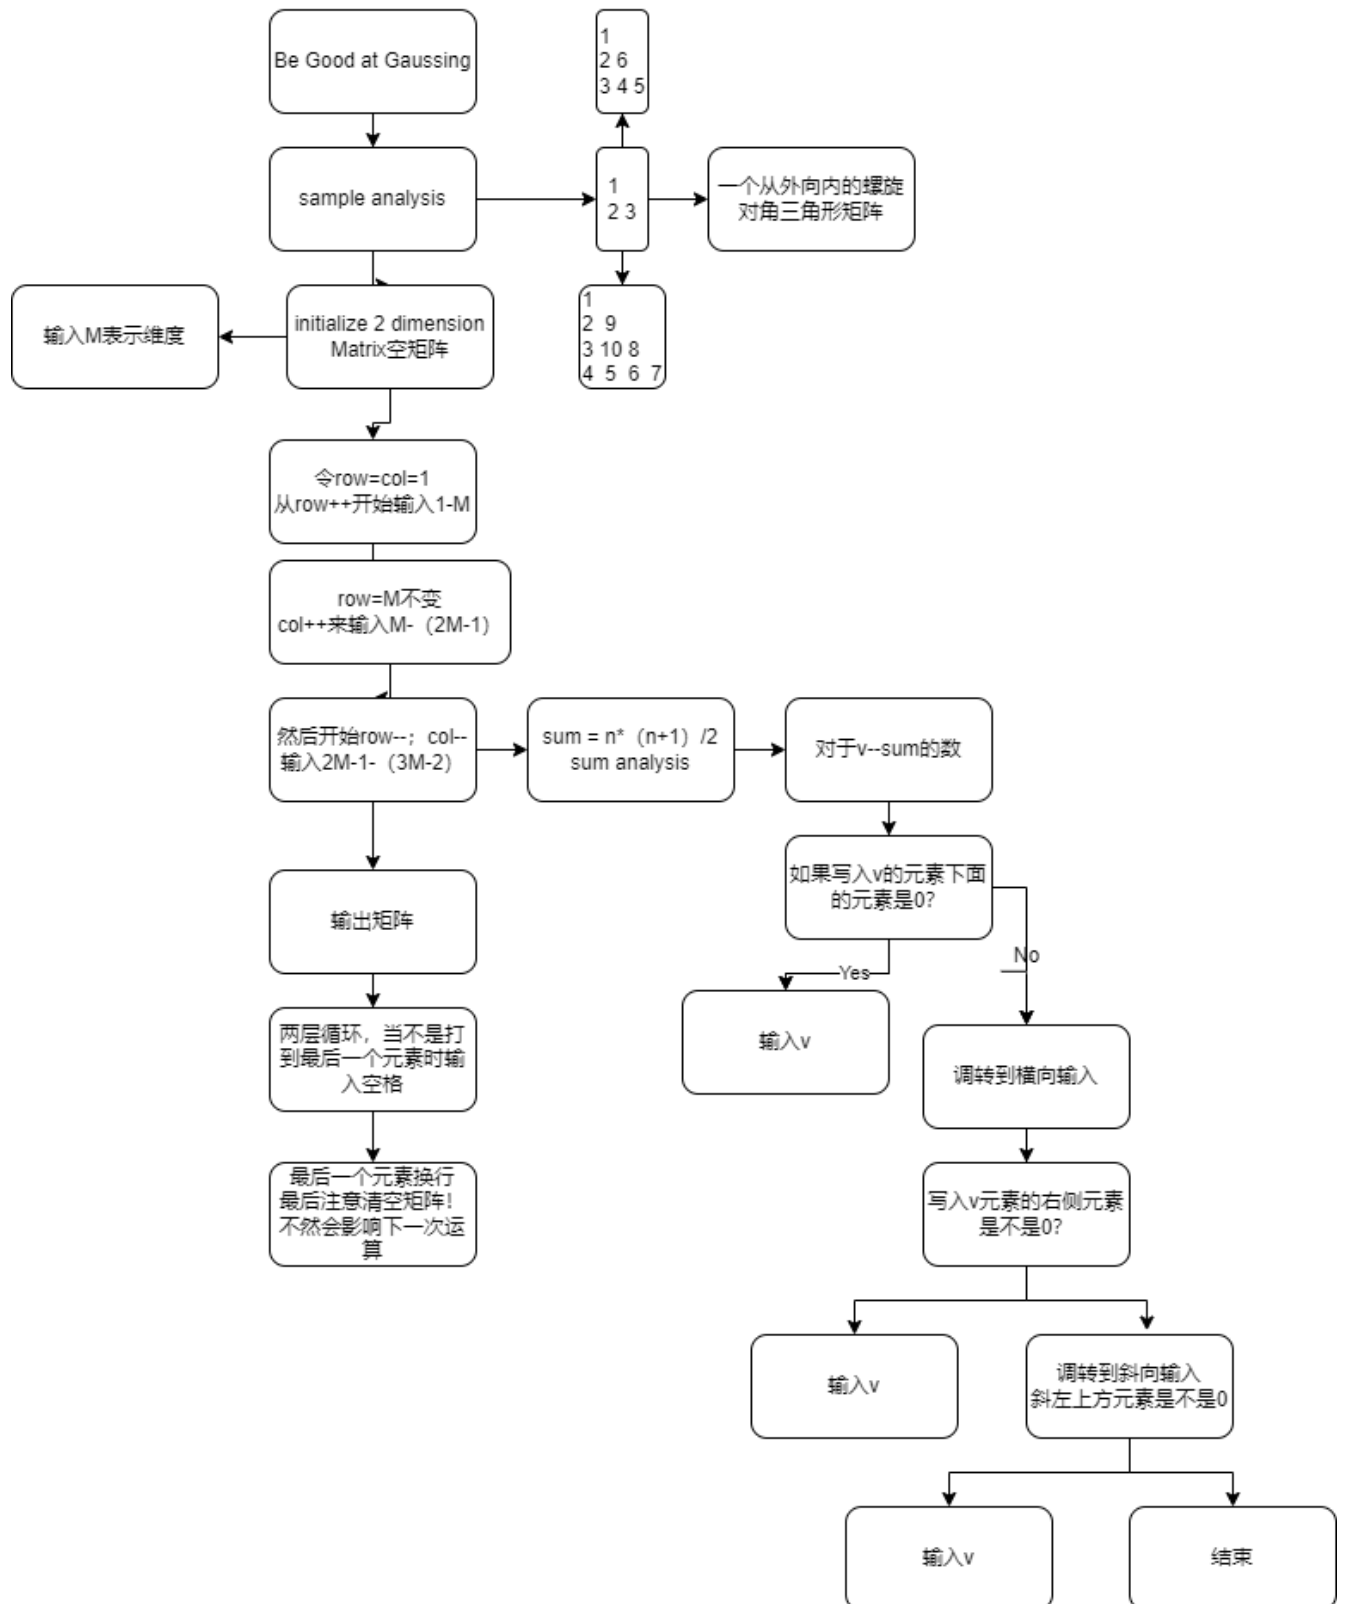 Be Good at Gaussing
1
2 6
3 4 5
sample analysis
1
2 3
一个从外向内的螺旋
对角三角形矩阵
输入M表示维度
initialize 2 dimension
Matrix空矩阵
1
2 9
3 10 8
4 5 6 7
令row=col=1
从row++开始输入1-M
row=M不变
col++来输入M-（2M-1）
然后开始row--；col--
输入2M-1-（3M-2）
sum = n*（n+1）/2
sum analysis
对于v--sum的数
如果写入v的元素下面
的元素是0?
Yes
No
输入v
调转到横向输入
写入v元素的右侧元素
是不是0?
输入v
调转到斜向输入
斜左上方元素是不是0
输入v
结束
输出矩阵
两层循环，当不是打
到最后一个元素时输
入空格
最后一个元素换行
最后注意清空矩阵！
不然会影响下一次运
算